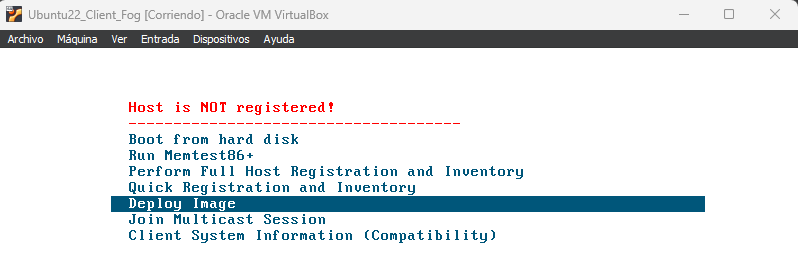 Ubuntu22_Client_Fog [Corriendo] - Oracle VM VirtualBox
Archivo Máquina Ver Entrada Dispositivos Ayuda
Host is NOT registered!
-------------------------------------
Boot from hard disk
Run Memtest86+
Perform Full Host Registration and Inventory
Quick Registration and Inventory
Deploy Image
Join Multicast Session
Client System Information (Compatibility)